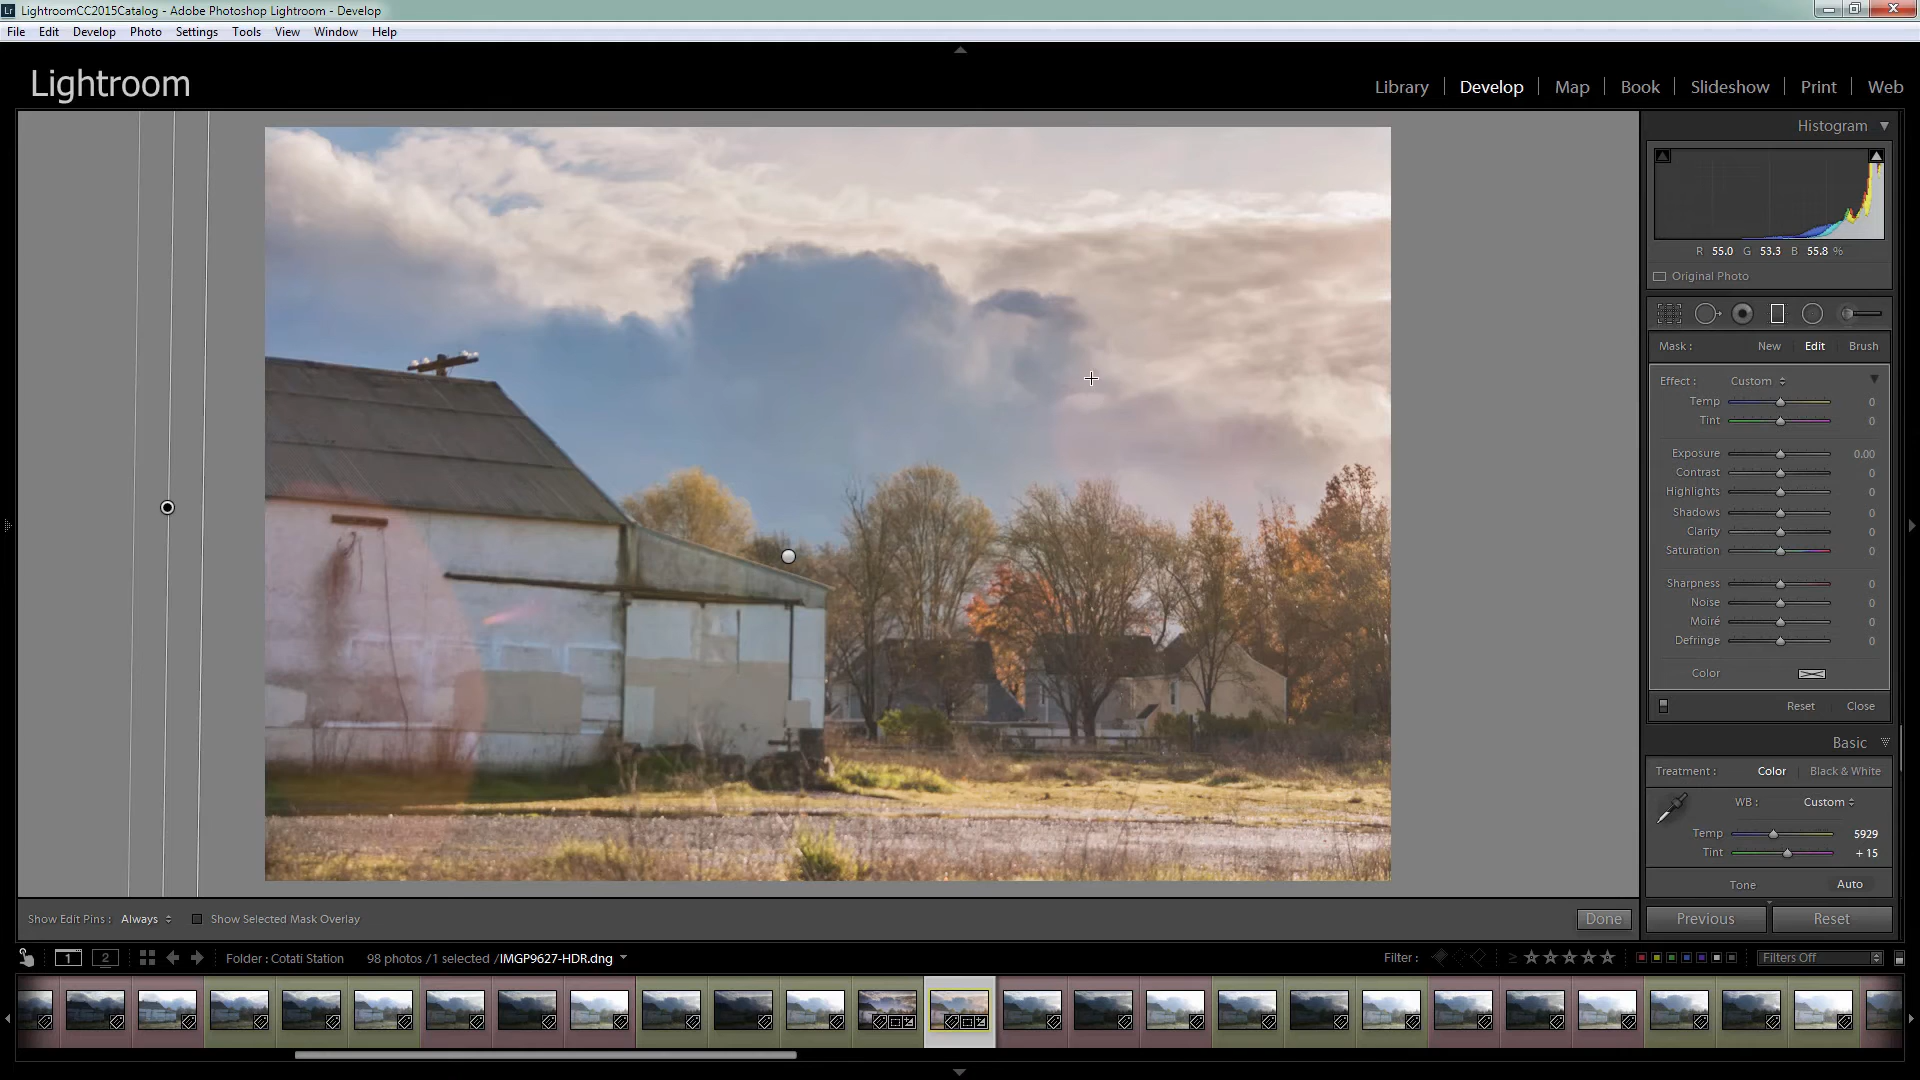 LightroomCC2015Catalog - Adobe Photoshop Lightroom - Develop
File Edit Develop Photo Settings Tools View Window Help
Lightroom
Library Develop Map Book Slideshow Print Web
Histogram
R 55.0 G 53.3 B 55.8 %
Original Photo
Mask : New Edit Brush
Effect : Custom
Temp 0
Tint 0
Exposure 0.00
Contrast 0
Highlights 0
Shadows 0
Clarity 0
Saturation 0
Sharpness 0
Noise 0
Moiré 0
Defringe 0
Color
Reset Close
Basic
Treatment : Color Black & White
WB : Custom
Temp 5929
Tint + 15
Tone Auto
Show Edit Pins : Always Show Selected Mask Overlay Done
Previous Reset
1 2 Folder : Cotati Station 98 photos /1 selected /IMGP9627-HDR.dng Filter : ≥ Filters Off